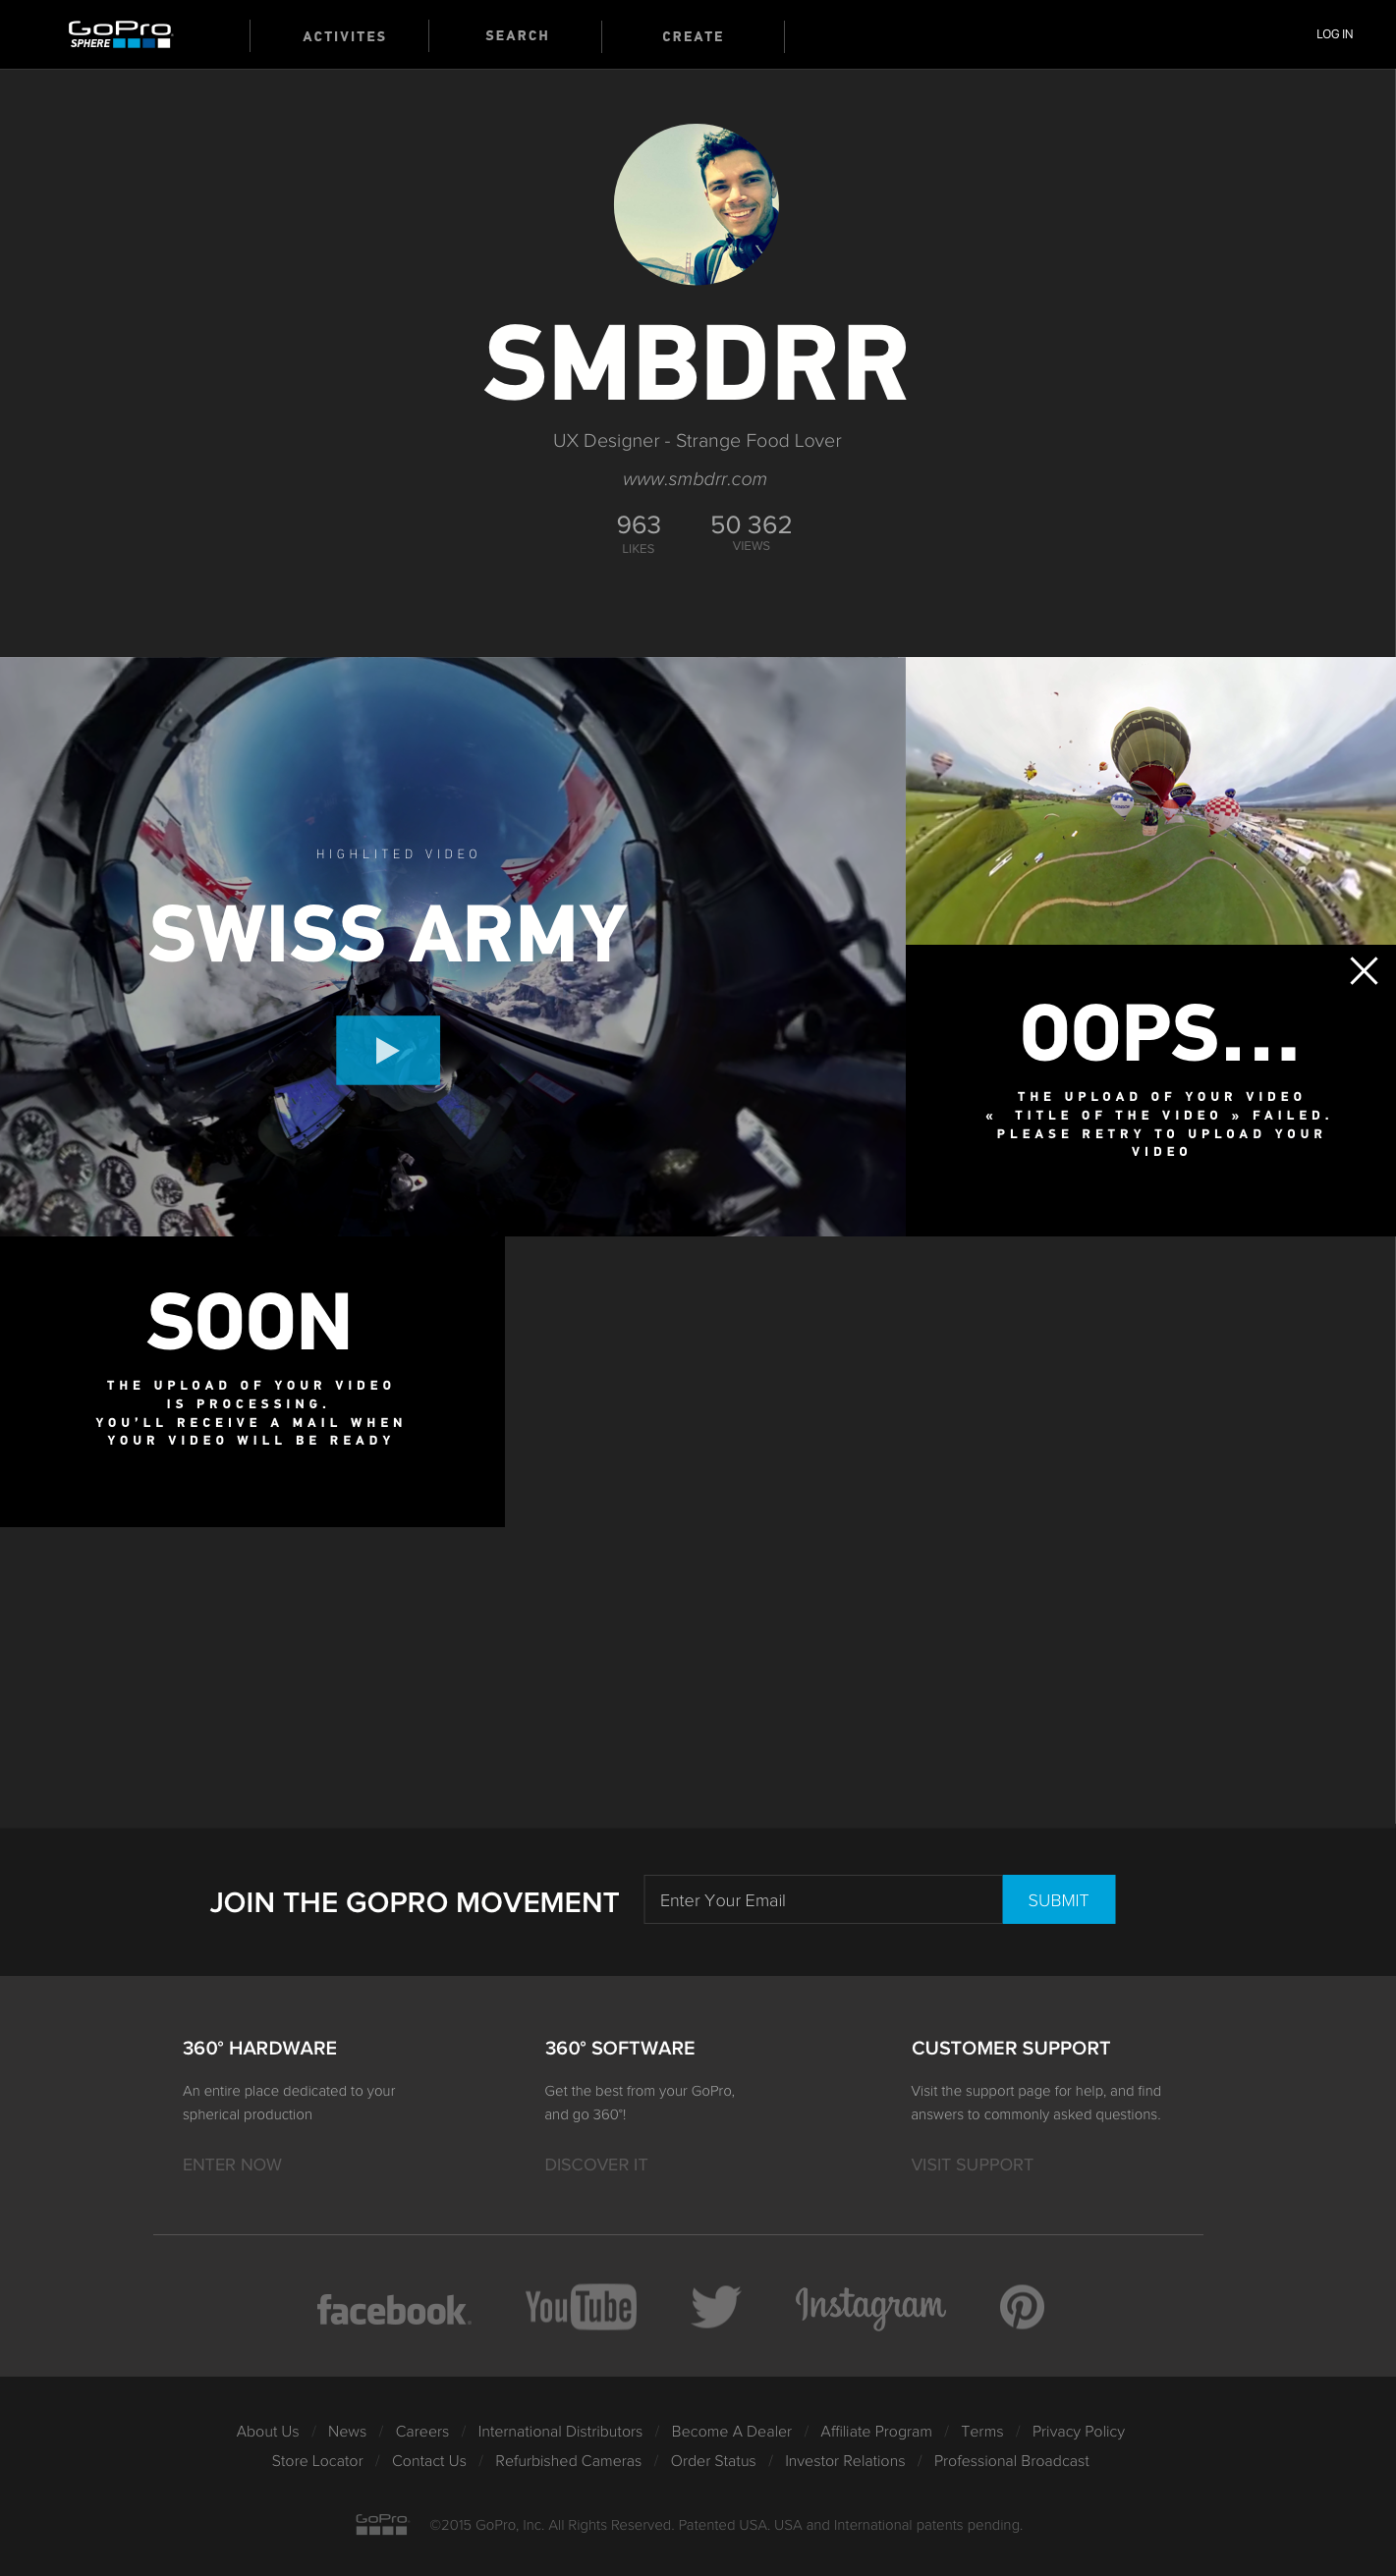 GoPro
SPHERE
ACTIVITES
SEARCH
CREATE
LOG IN
SMBDRR
UX Designer - Strange Food Lover
www.smbdrr.com
963
LIKES
50 362
VIEWS
HIGHLITED VIDEO
SWISS ARMY
OOPS...
THE UPLOAD OF YOUR VIDEO
« TITLE OF THE VIDEO » FAILED.
PLEASE RETRY TO UPLOAD YOUR
VIDEO
SOON
THE UPLOAD OF YOUR VIDEO
IS PROCESSING.
YOU'LL RECEIVE A MAIL WHEN
YOUR VIDEO WILL BE READY
JOIN THE GOPRO MOVEMENT
Enter Your Email
SUBMIT
360° HARDWARE
An entire place dedicated to your
spherical production
ENTER NOW
360° SOFTWARE
Get the best from your GoPro,
and go 360°!
DISCOVER IT
CUSTOMER SUPPORT
Visit the support page for help, and find
answers to commonly asked questions.
VISIT SUPPORT
facebook
YouTube
Instagram
About Us / News / Careers / International Distributors / Become A Dealer / Affiliate Program / Terms / Privacy Policy
Store Locator / Contact Us / Refurbished Cameras / Order Status / Investor Relations / Professional Broadcast
GoPro
©2015 GoPro, Inc. All Rights Reserved. Patented USA. USA and International patents pending.